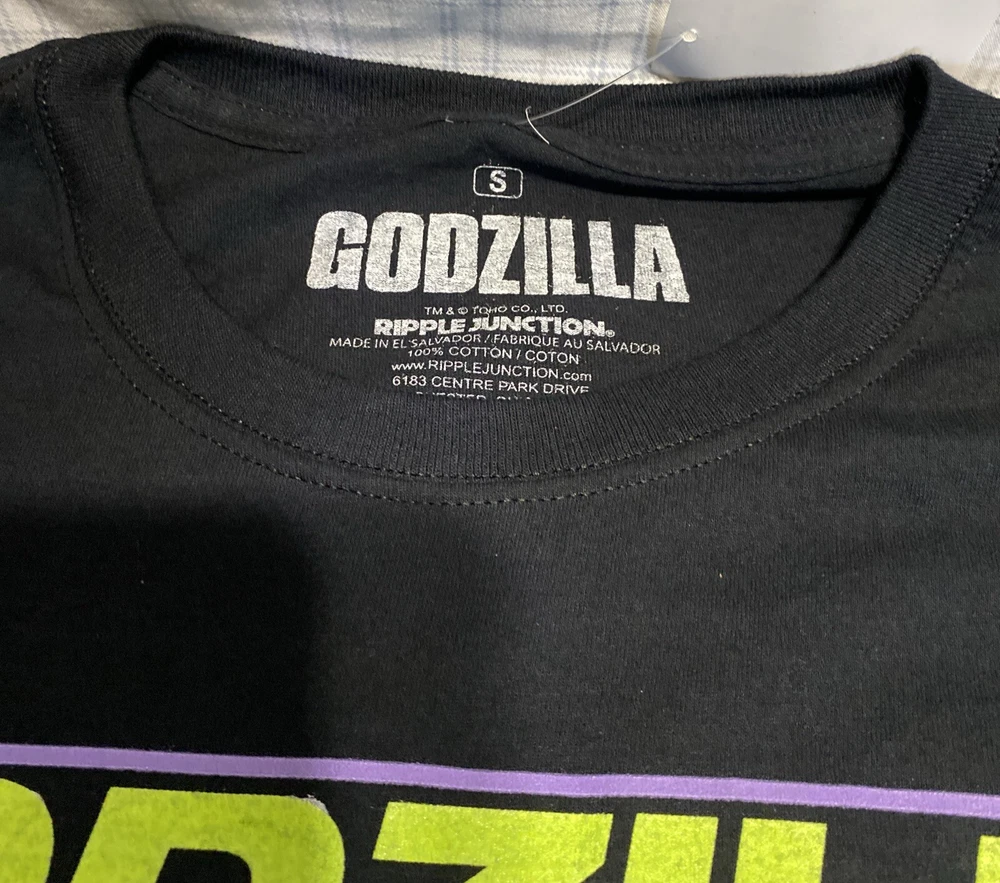 S
GODZILLA
TM & © TOHO CO., LTD.
RIPPLE JUNCTION®
MADE IN EL SALVADOR / FABRIQUE AU SALVADOR
100% COTTON / COTON
www.RIPPLEJUNCTION.com
6183 CENTRE PARK DRIVE